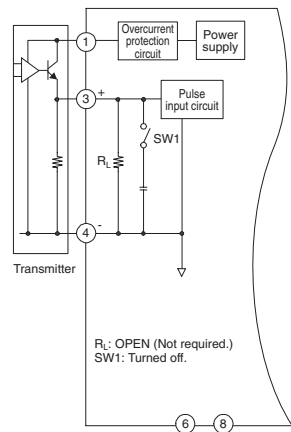 1
Overcurrent
protection
circuit
Power
supply
3
+
Pulse
input circuit
SW1
RL
4
-
Transmitter
RL: OPEN (Not required.)
SW1: Turned off.
6
8